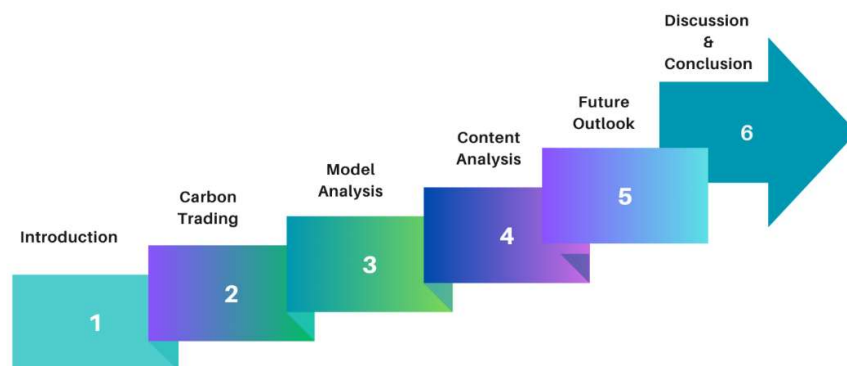 Introduction
1
Carbon
Trading
2
Model
Analysis
3
Content
Analysis
4
Future
Outlook
5
Discussion
&
Conclusion
6